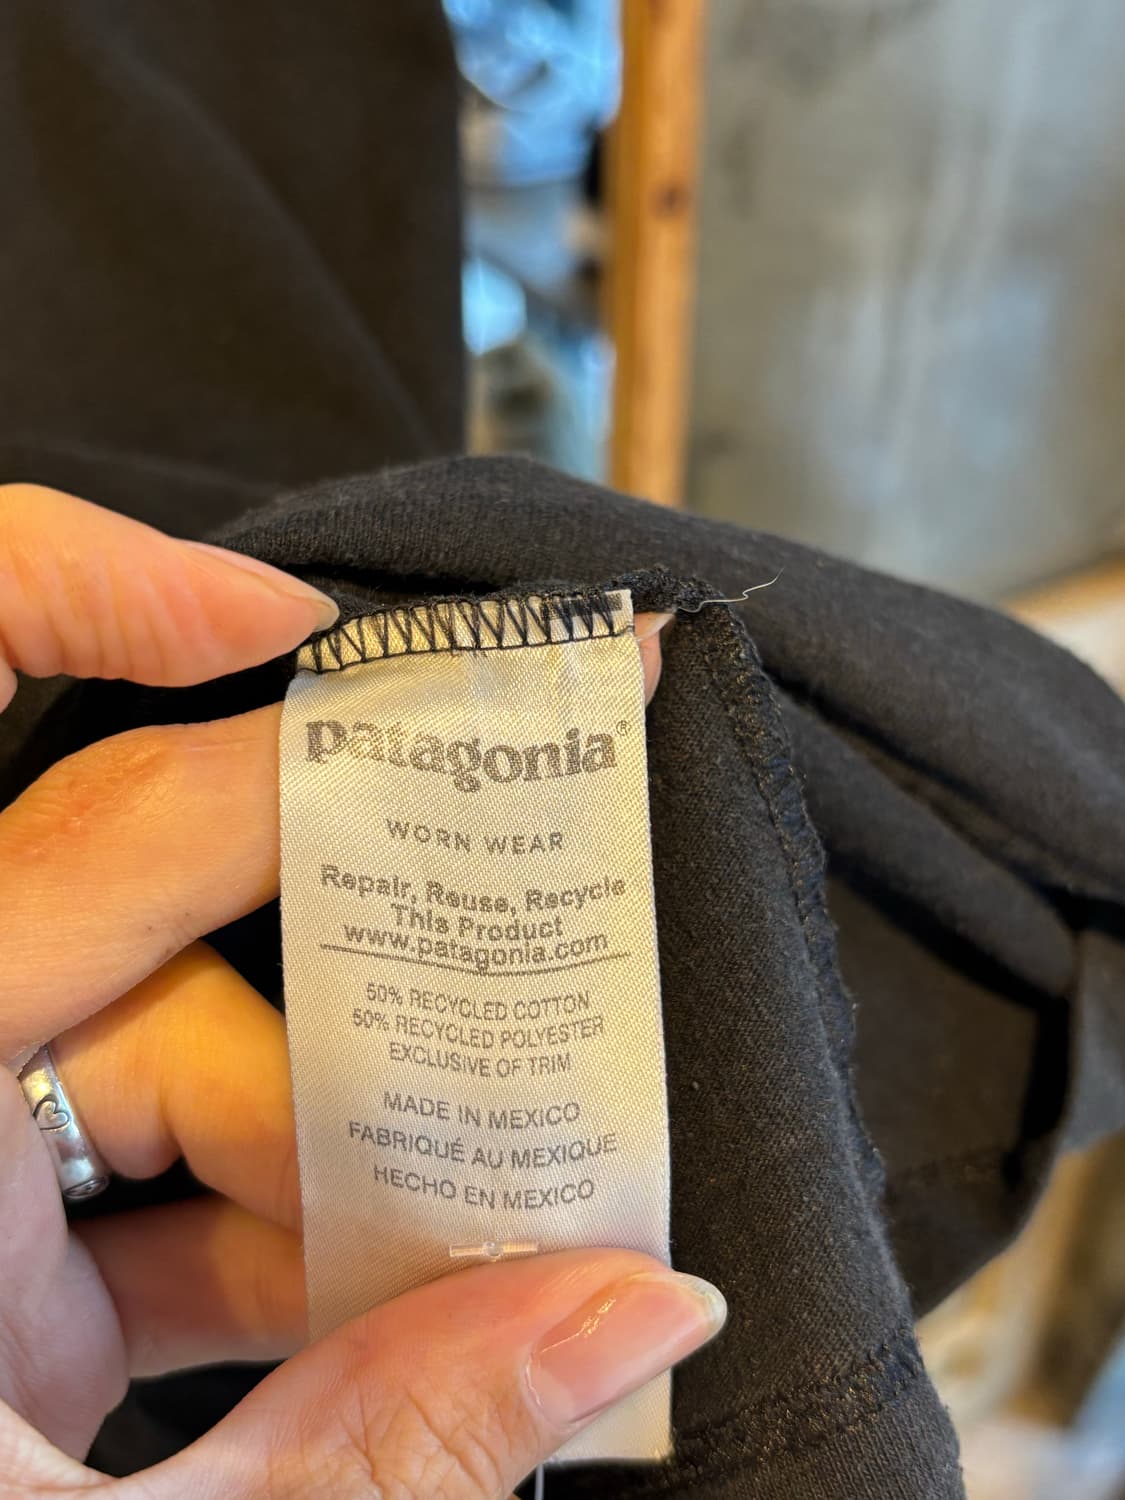 patagonia®
WORN WEAR
Repair, Reuse, Recycle
This Product
www.patagonia.com
50% RECYCLED COTTON
50% RECYCLED POLYESTER
EXCLUSIVE OF TRIM
MADE IN MEXICO
FABRIQUÉ AU MEXIQUE
HECHO EN MEXICO